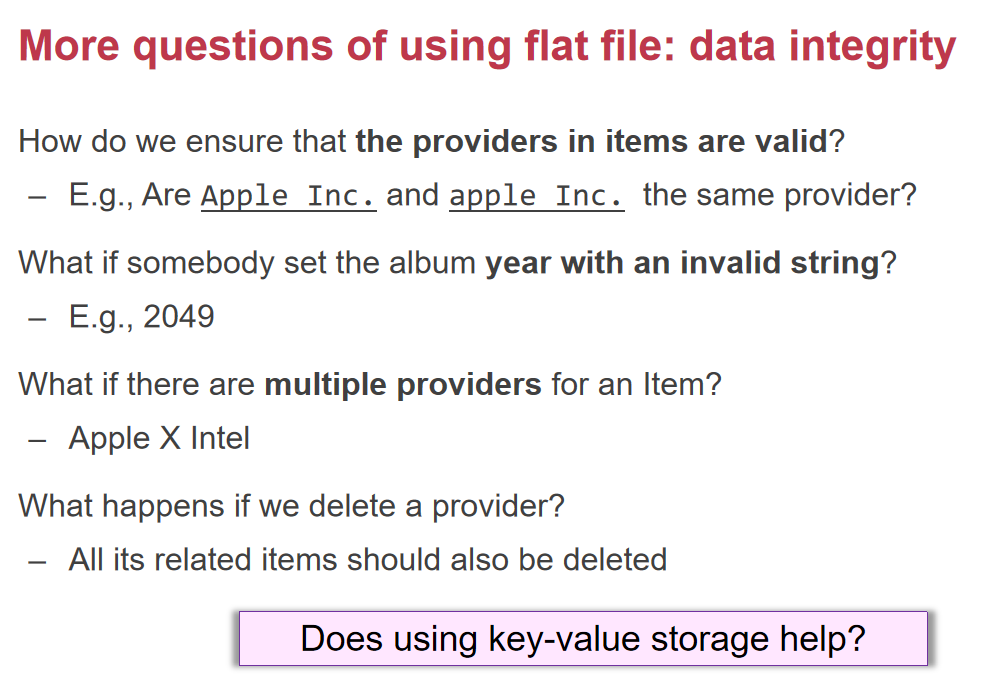 More questions of using flat file: data integrity
How do we ensure that the providers in items are valid?
– E.g., Are Apple Inc. and apple Inc. the same provider?
What if somebody set the album year with an invalid string?
– E.g., 2049
What if there are multiple providers for an Item?
– Apple X Intel
What happens if we delete a provider?
– All its related items should also be deleted
Does using key-value storage help?